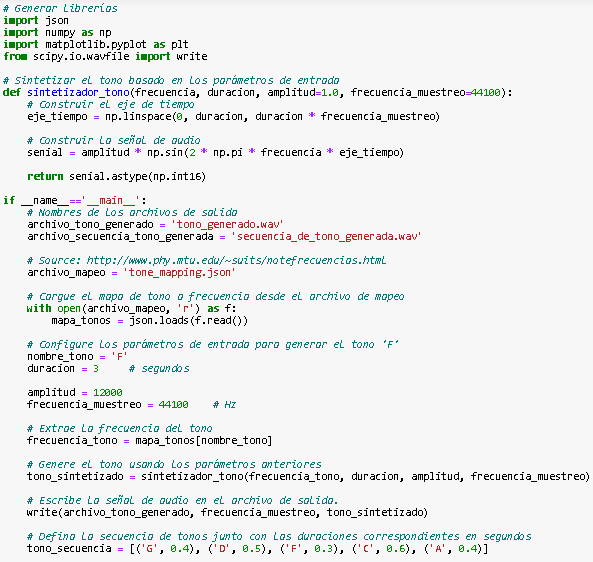 # Generar Librerías
import json
import numpy as np
import matplotlib.pyplot as plt
from scipy.io.wavfile import write
# Sintetizar el tono basado en los parámetros de entrada
def sintetizador_tono(frecuencia, duracion, amplitud=1.0, frecuencia_muestreo=44100):
# Construir el eje de tiempo
eje_tiempo = np.linspace(0, duracion, duracion * frecuencia_muestreo)
# Construir la señal de audio
senial = amplitud * np.sin(2 * np.pi * frecuencia * eje_tiempo)
return senial.astype(np.int16)
if __name__=='__main__':
# Nombres de los archivos de salida
archivo_tono_generado = 'tono_generado.wav'
archivo_secuencia_tono_generada = 'secuencia_de_tono_generada.wav'
# Source: http://www.phy.mtu.edu/~suits/notefrecuencias.html
archivo_mapeo = 'tone_mapping.json'
# Cargue el mapa de tono a frecuencia desde el archivo de mapeo
with open(archivo_mapeo, 'r') as f:
mapa_tonos = json.loads(f.read())
# Configure los parámetros de entrada para generar el tono 'F'
nombre_tono = 'F'
duracion = 3 # segundos
amplitud = 12000
frecuencia_muestreo = 44100 # Hz
# Extrae la frecuencia del tono
frecuencia_tono = mapa_tonos[nombre_tono]
# Genere el tono usando los parámetros anteriores
tono_sintetizado = sintetizador_tono(frecuencia_tono, duracion, amplitud, frecuencia_muestreo)
# Escribe la señal de audio en el archivo de salida.
write(archivo_tono_generado, frecuencia_muestreo, tono_sintetizado)
# Defina la secuencia de tonos junto con las duraciones correspondientes en segundos
tono_secuencia = [('G', 0.4), ('D', 0.5), ('F', 0.3), ('C', 0.6), ('A', 0.4)]